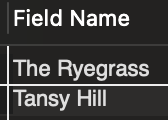 Field Name
The Ryegrass
Tansy Hill